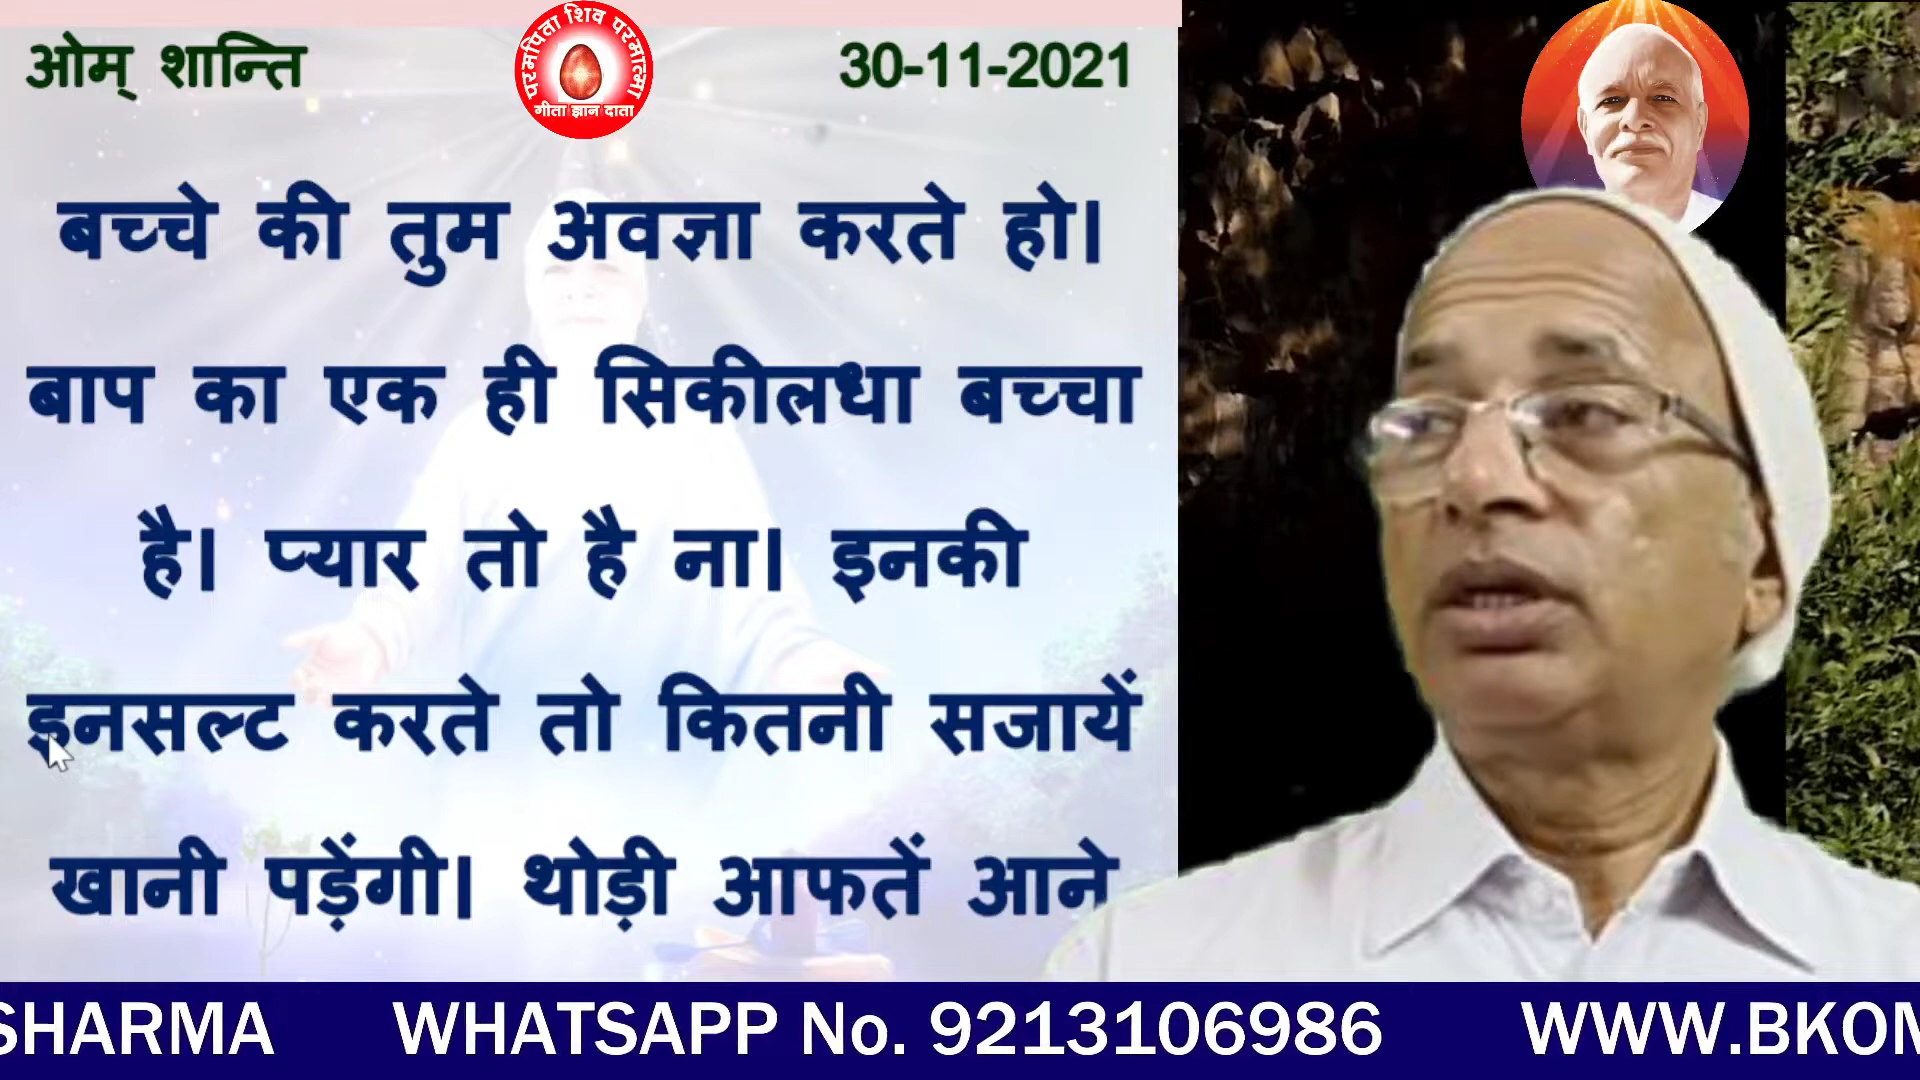 ओम् शान्ति
परमपिता शिव परमात्मा
गीता ज्ञान दाता
30-11-2021
बच्चे की तुम अवज्ञा करते हो।
बाप का एक ही सिकीलधा बच्चा
है। प्यार तो है ना। इनकी
इनसल्ट करते तो कितनी सजायें
खानी पड़ेंगी। थोड़ी आफतें आने
SHARMA WHATSAPP No. 9213106986 WWW.BKOM